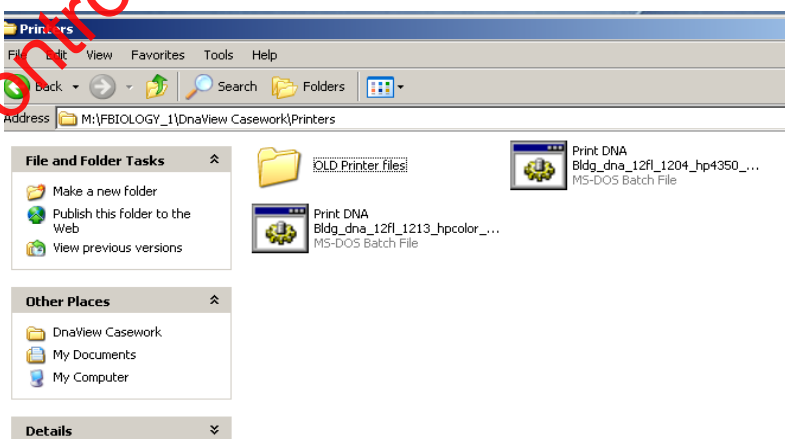 Printers
File Edit View Favorites Tools Help
Back Search Folders
Address M:\FBIOLOGY_1\DnaView Casework\Printers
File and Folder Tasks
Make a new folder
Publish this folder to the
Web
View previous versions
Other Places
DnaView Casework
My Documents
My Computer
Details
OLD Printer files
Print DNA
Bldg_dna_12fl_1204_hp4350_...
MS-DOS Batch File
Print DNA
Bldg_dna_12fl_1213_hpcolor_...
MS-DOS Batch File
ontro